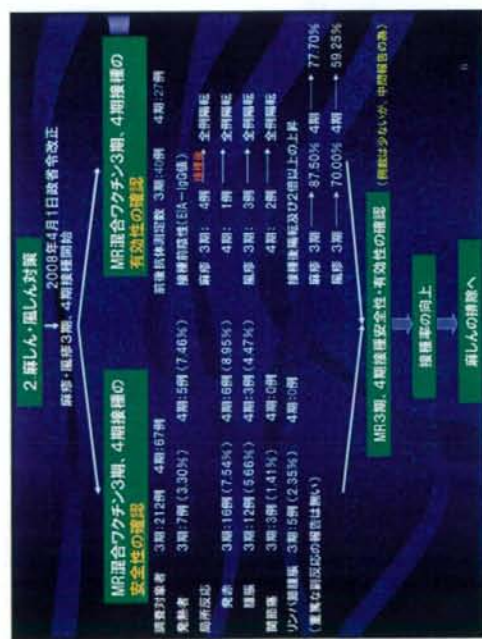 2 麻しん・風しん対策
2008年4月1日政省令改正
麻疹・風疹3期、4期接種開始
MR混合ワクチン3期、4期接種の
安全性の確認
調査対象者 3期:212例 4期:67例
発熱者 3期:7例(3.30%) 4期:5例(7.46%)
局所反応
発赤 3期:16例(7.54%) 4期:6例(8.95%)
腫脹 3期:12例(5.66%) 4期:3例(4.47%)
関節痛 3期:3例(1.41%) 4期:0例
リンパ節腫脹 3期:5例(2.35%) 4期:0例
(重篤な副反応の報告は無い)
MR混合ワクチン3期、4期接種の
有効性の確認
前後抗体測定数 3期:40例 4期:27例
接種前陰性(EIA-IgG値)
接種後
麻疹 3期: 4例 全例陽転
4期: 1例 全例陽転
風疹 3期: 3例 全例陽転
4期: 2例 全例陽転
接種後陽転及び2倍以上の上昇
麻疹 3期 87.50% 4期 77.70%
風疹 3期 70.00% 4期 59.25%
(例数は少ないが、中間報告の為)
MR3期、4期接種安全性・有効性の確認
接種率の向上
麻しんの排除へ